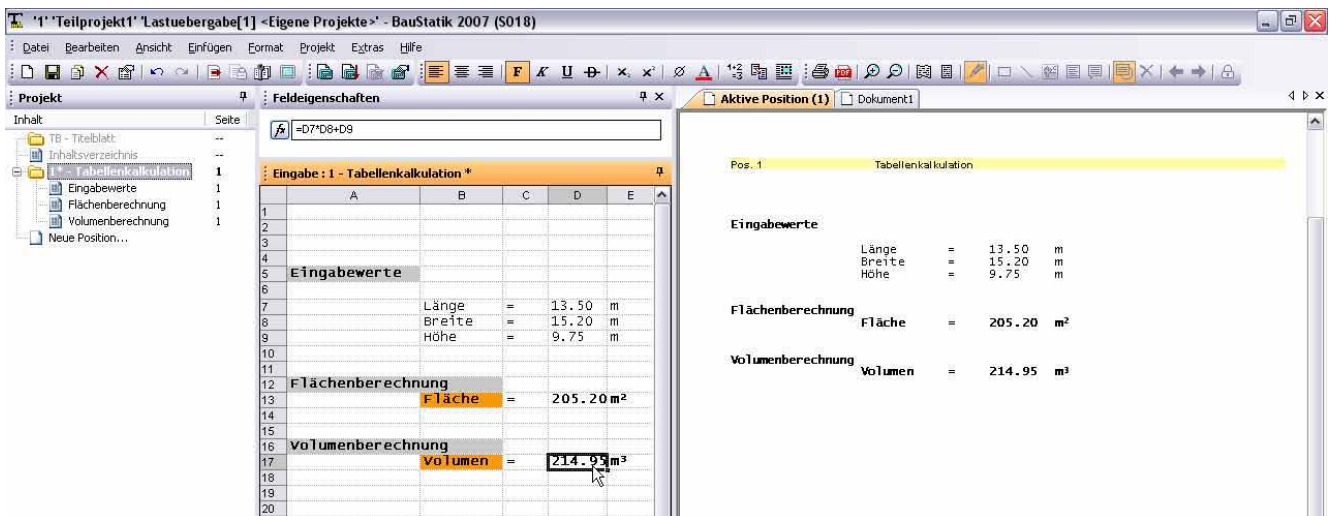 '1' 'Teilprojekt1' 'Lastuebergabe[1] <Eigene Projekte>' - BauStatik 2007 (S018)
Datei Bearbeiten Ansicht Einfügen Format Projekt Extras Hilfe
F K U
Projekt
Inhalt Seite
TB - Titelblatt --
Inhaltsverzeichnis --
1* - Tabellenkalkulation 1
Eingabewerte 1
Flächenberechnung 1
Volumenberechnung 1
Neue Position...
Feldeigenschaften
=D7*D8+D9
Eingabe : 1 - Tabellenkalkulation *
A B C D E
1
2
3
4
5 Eingabewerte
6
7 Länge = 13.50 m
8 Breite = 15.20 m
9 Höhe = 9.75 m
10
11
12 Flächenberechnung
13 Fläche = 205.20 m²
14
15
16 Volumenberechnung
17 Volumen = 214.95 m³
18
19
20
Aktive Position (1) Dokument1
Pos. 1 Tabellenkalkulation
Eingabewerte
Länge = 13.50 m
Breite = 15.20 m
Höhe = 9.75 m
Flächenberechnung
Fläche = 205.20 m²
Volumenberechnung
Volumen = 214.95 m³